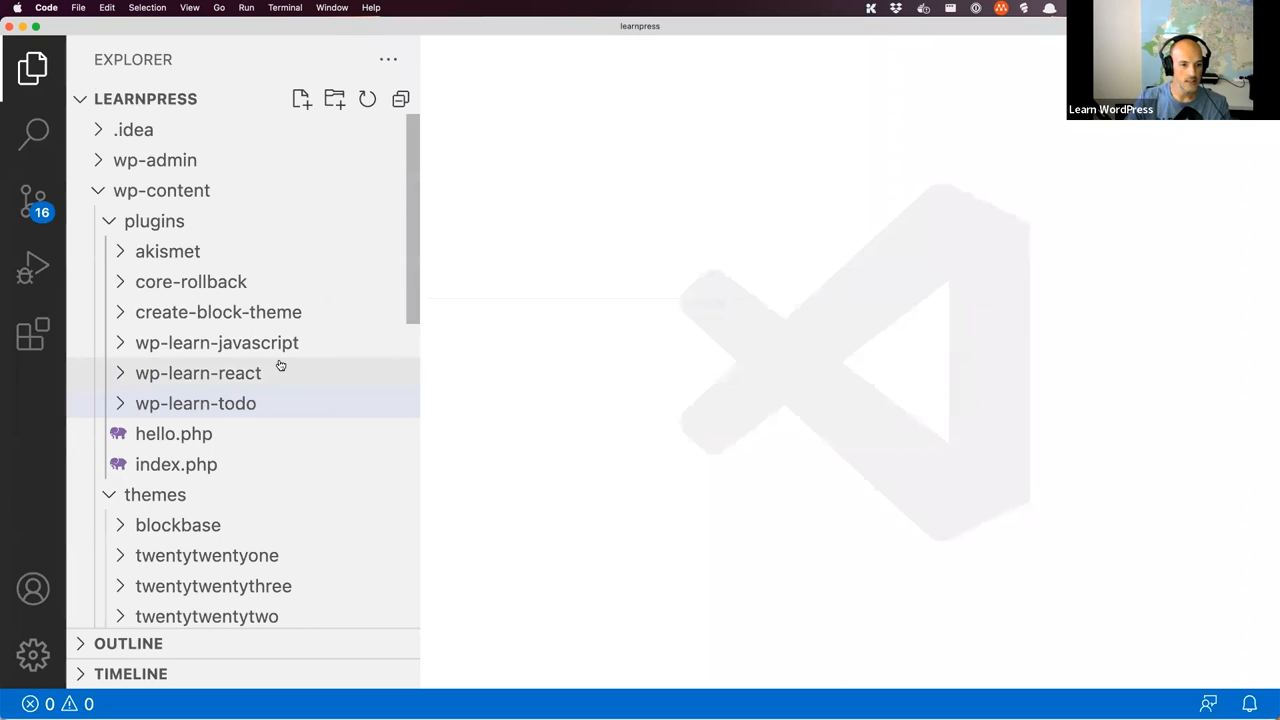 Code File Edit Selection View Go Run Terminal Window Help
learnpress
Learn WordPress
EXPLORER
LEARNPRESS
.idea
wp-admin
wp-content
plugins
akismet
core-rollback
create-block-theme
wp-learn-javascript
wp-learn-react
wp-learn-todo
hello.php
index.php
themes
blockbase
twentytwentyone
twentytwentythree
twentytwentytwo
OUTLINE
TIMELINE
16
0 0